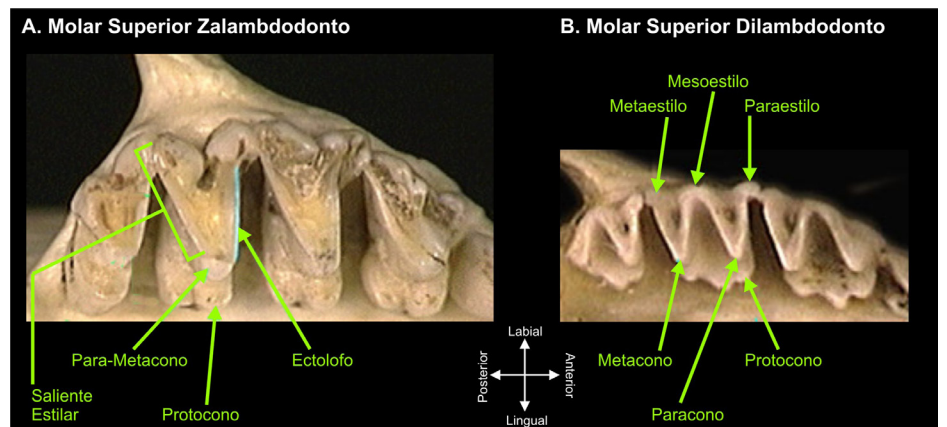 A. Molar Superior Zalambdodonto
B. Molar Superior Dilambdodonto
Mesoestilo
Metaestilo
Paraestilo
Para-Metacono
Ectolofo
Saliente
Estilar
Protocono
Labial
Posterior
Anterior
Lingual
Metacono
Protocono
Paracono